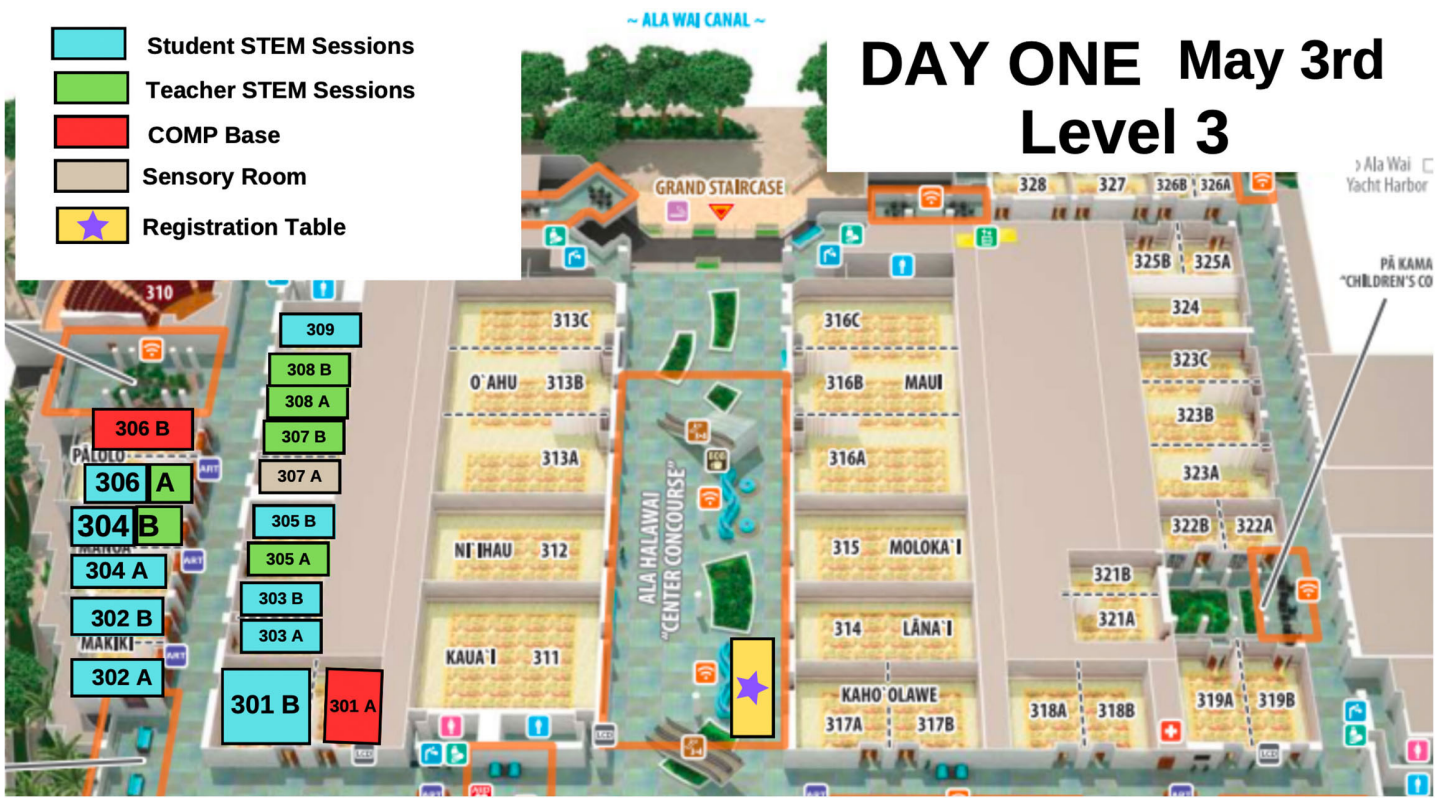 ~ ALA WAI CANAL ~
Student STEM Sessions
Teacher STEM Sessions
COMP Base
Sensory Room
Registration Table
DAY ONE May 3rd
Level 3
Ala Wai
Yacht Harbor
GRAND STAIRCASE
328
327
326B
326A
325B
325A
PĀ KAMA
"CHILDREN'S CO
310
309
313C
316C
324
308 B
O`AHU
313B
316B
MAUI
323C
308 A
306 B
307 B
323B
PĀLOLO
307 A
313A
316A
323A
306 A
304 B
305 B
322B
322A
MĀNOA
305 A
NI`IHAU
312
315
MOLOKA`I
304 A
321B
303 B
321A
302 B
303 A
314
LĀNA`I
MAKIKI
KAUA`I
311
302 A
ALA HALAWAI
"CENTER CONCOURSE"
301 B
301 A
KAHO`OLAWE
317A
317B
318A
318B
319A
319B
ART
ART
ART
LCD
LCD
LCD